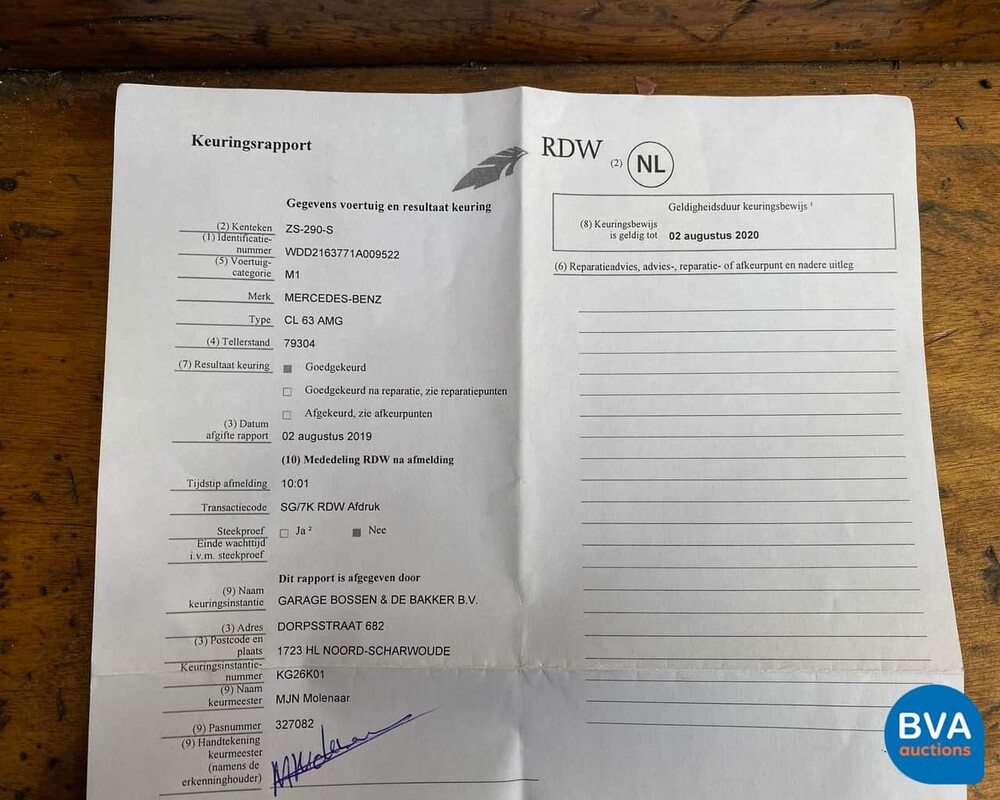 Keuringsrapport
RDW (2) NL
Gegevens voertuig en resultaat keuring
(2) Kenteken ZS-290-S
(1) Identificatie-
nummer WDD2163771A009522
(5) Voertuig-
categorie M1
Merk MERCEDES-BENZ
Type CL 63 AMG
(4) Tellerstand 79304
(7) Resultaat keuring ■ Goedgekeurd
□ Goedgekeurd na reparatie, zie reparatiepunten
□ Afgekeurd, zie afkeurpunten
(3) Datum
afgifte rapport 02 augustus 2019
(10) Mededeling RDW na afmelding
Tijdstip afmelding 10:01
Transactiecode SG/7K RDW Afdruk
Steekproef □ Ja ² ■ Nee
Einde wachttijd
i.v.m. steekproef
Dit rapport is afgegeven door
(9) Naam
keuringsinstantie GARAGE BOSSEN & DE BAKKER B.V.
(3) Adres DORPSSTRAAT 682
(3) Postcode en
plaats 1723 HL NOORD-SCHARWOUDE
Keuringsinstantie-
nummer KG26K01
(9) Naam
keurmeester MJN Molenaar
(9) Pasnummer 327082
(9) Handtekening
keurmeester
(namens de
erkenninghouder)
Geldigheidsduur keuringsbewijs ¹
(8) Keuringsbewijs
is geldig tot 02 augustus 2020
(6) Reparatieadvies, advies-, reparatie- of afkeurpunt en nadere uitleg
BVA
auctions